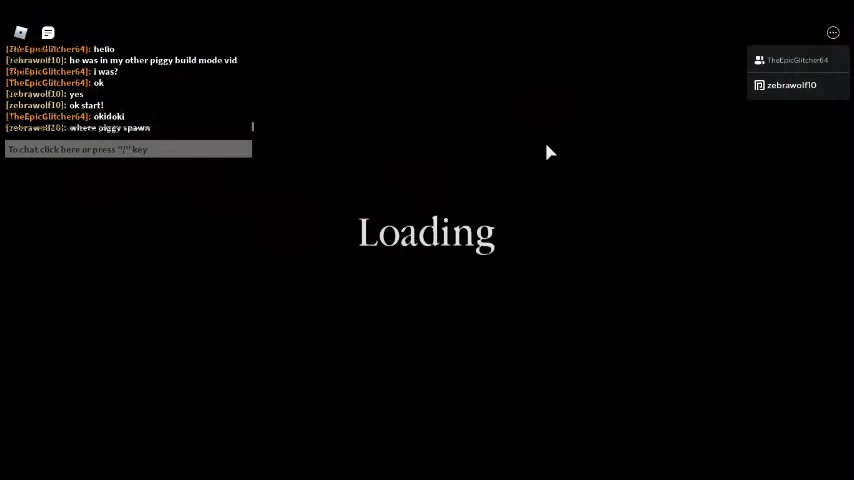 [TheEpicGlitcher64]: hello
[zebrawolf10]: he was in my other piggy build mode vid
[TheEpicGlitcher64]: i was?
[TheEpicGlitcher64]: ok
[zebrawolf10]: yes
[zebrawolf10]: ok start!
[TheEpicGlitcher64]: okidoki
[zebrawolf10]: where piggy spawn
To chat click here or press "/" key
TheEpicGlitcher64
zebrawolf10
Loading